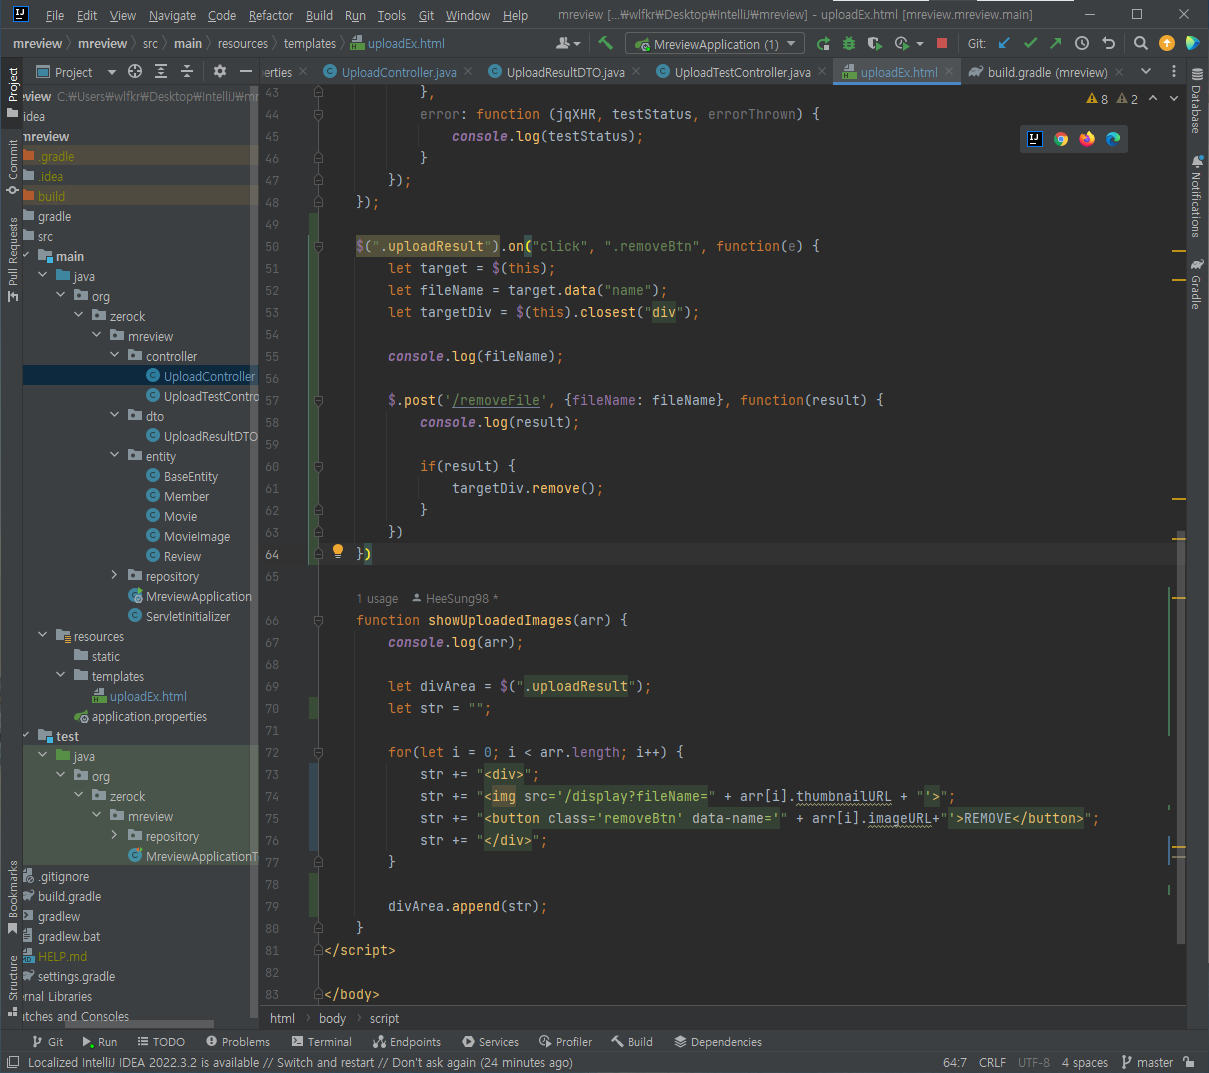 File Edit View Navigate Code Refactor Build Run Tools Git Window Help mreview [...₩wlfkr₩Desktop₩IntelliJ₩mreview] - uploadEx.html [mreview.mreview.main]
mreview mreview src main resources templates uploadEx.html MreviewApplication (1) Git:
Project erties UploadController.java UploadResultDTO.java UploadTestController.java uploadEx.html build.gradle (mreview)
Project
Commit
Pull Requests
Bookmarks
Structure
eview C:₩Users₩wlfkr₩Desktop₩IntelliJ₩m
idea
mreview
.gradle
.idea
build
gradle
src
main
java
org
zerock
mreview
controller
UploadController
UploadTestContro
dto
UploadResultDTO
entity
BaseEntity
Member
Movie
MovieImage
Review
repository
MreviewApplication
ServletInitializer
resources
static
templates
uploadEx.html
application.properties
test
java
org
zerock
mreview
repository
MreviewApplicationT
.gitignore
build.gradle
gradlew
gradlew.bat
HELP.md
settings.gradle
rnal Libraries
tches and Consoles
8 2
43 },
44 error: function (jqXHR, testStatus, errorThrown) {
45 console.log(testStatus);
46 }
47 });
48 });
49
50 $(".uploadResult").on("click", ".removeBtn", function(e) {
51 let target = $(this);
52 let fileName = target.data("name");
53 let targetDiv = $(this).closest("div");
54
55 console.log(fileName);
56
57 $.post('/removeFile', {fileName: fileName}, function(result) {
58 console.log(result);
59
60 if(result) {
61 targetDiv.remove();
62 }
63 })
64 })
65
1 usage HeeSung98 *
66 function showUploadedImages(arr) {
67 console.log(arr);
68
69 let divArea = $(".uploadResult");
70 let str = "";
71
72 for(let i = 0; i < arr.length; i++) {
73 str += "<div>";
74 str += "<img src='/display?fileName=" + arr[i].thumbnailURL + "'>";
75 str += "<button class='removeBtn' data-name='" + arr[i].imageURL+"'>REMOVE</button>";
76 str += "</div>";
77 }
78
79 divArea.append(str);
80 }
81 </script>
82
83 </body>
Database
Notifications
Gradle
html body script
Git Run TODO Problems Terminal Endpoints Services Profiler Build Dependencies
Localized IntelliJ IDEA 2022.3.2 is available // Switch and restart // Don't ask again (24 minutes ago) 64:7 CRLF UTF-8 4 spaces master